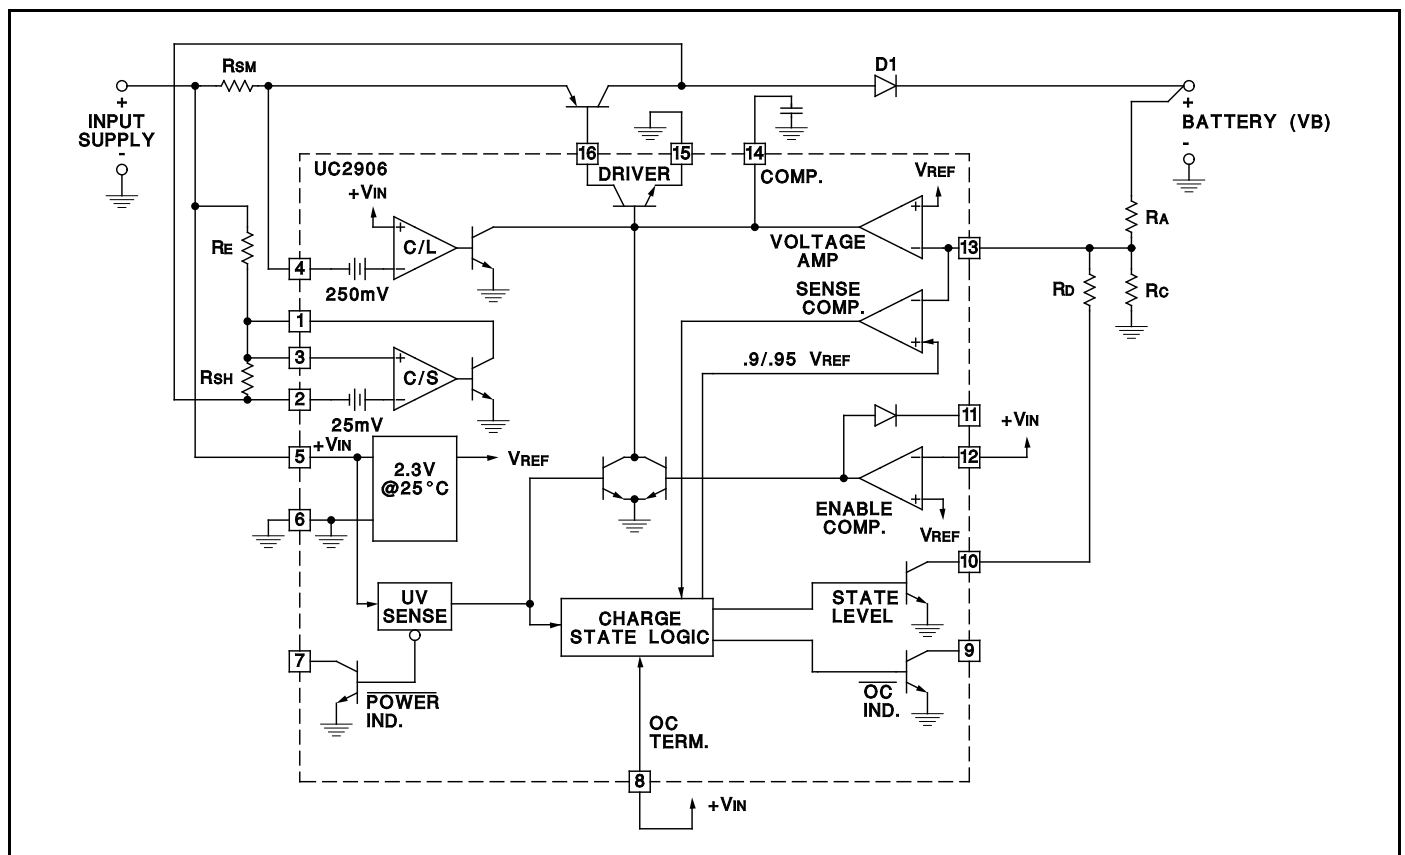 RSM
D1
+
INPUT
SUPPLY
-
+
BATTERY (VB)
-
16
15
14
UC2906
DRIVER
COMP.
VREF
+VIN
RA
+
C/L
−
+
−
VOLTAGE
AMP
13
RE
4
250mV
SENSE
COMP.
−
+
RD
RC
1
3
+
C/S
−
.9/.95 VREF
RSH
2
25mV
11
+VIN
5
+VIN
2.3V
@25°C
VREF
−
12
+
ENABLE
COMP.
VREF
6
10
UV
SENSE
CHARGE
STATE LOGIC
STATE
LEVEL
7
9
POWER
IND.
OC
IND.
OC
TERM.
8
+VIN